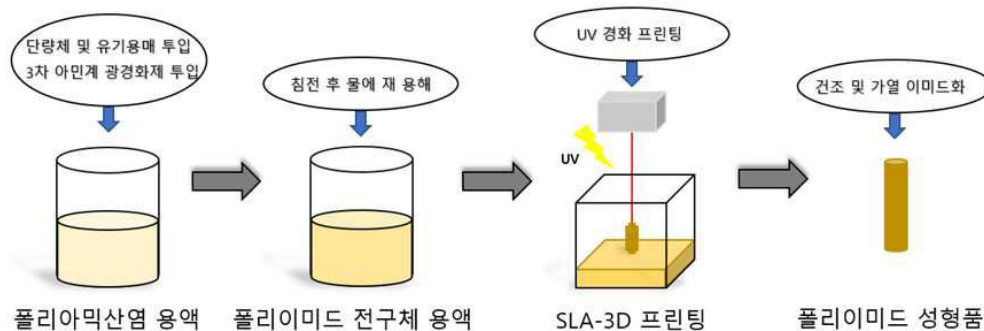 단량체 및 유기용매 투입
3차 아민계 광경화제 투입
침전 후 물에 재 용해
UV 경화 프린팅
건조 및 가열 이미드화
UV
폴리아믹산염 용액
폴리이미드 전구체 용액
SLA-3D 프린팅
폴리이미드 성형품